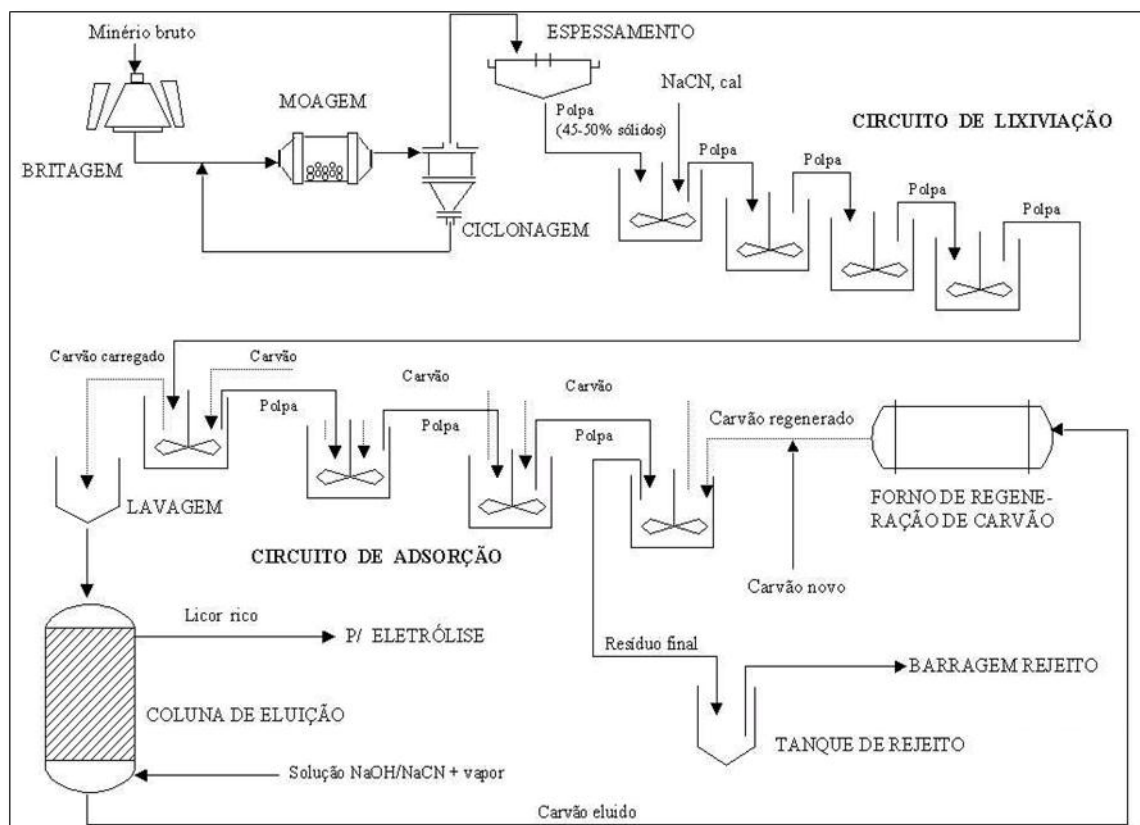 Minério bruto
ESPESSAMENTO
NaCN, cal
MOAGEM
Polpa
(45-50% sólidos)
CIRCUITO DE LIXIVIAÇÃO
BRITAGEM
Polpa
Polpa
Polpa
Polpa
CICLONAGEM
Carvão carregado
Carvão
Carvão
Carvão
Polpa
Polpa
Polpa
Carvão regenerado
LAVAGEM
FORNO DE REGENE-
RAÇÃO DE CARVÃO
CIRCUITO DE ADSORÇÃO
Carvão novo
Licor rico
P/ ELETRÓLISE
Resíduo final
BARRAGEM REJEITO
COLUNA DE ELUIÇÃO
TANQUE DE REJEITO
Solução NaOH/NaCN + vapor
Carvão eluido